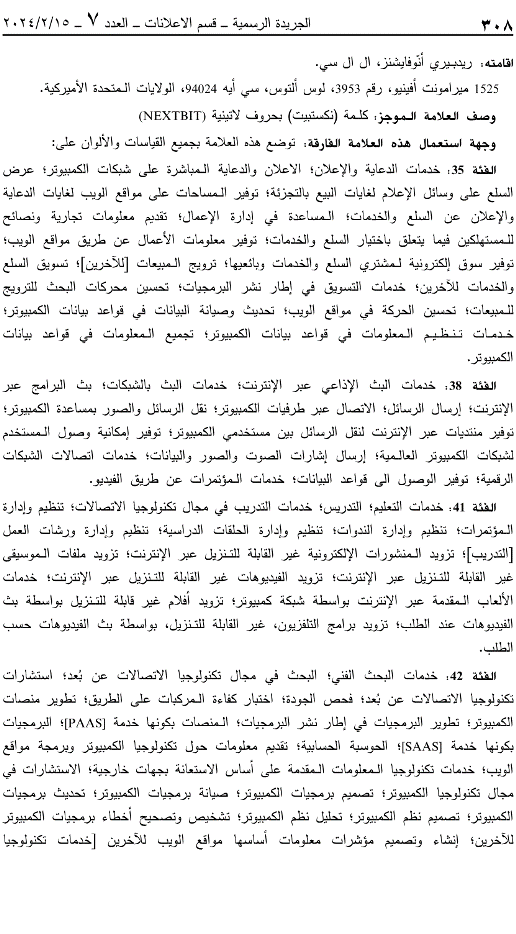 ٣٠٨ الجريدة الرسمية ــ قسم الاعلانات ــ العدد ٧ ــ ٢٠٢٤/٢/١٥
اقامته: ريدبيري أدّوفايشنز، ال ال سي.
1525 ميرامونت أفينيو، رقم 3953، لوس ألتوس، سي أيه 94024، الولايات المتحدة الأميركية.
وصف العلامة الموجز: كلمة (نكستبيت) بحروف لاتينية (NEXTBIT)
وجهة استعمال هذه العلامة الفارقة: توضع هذه العلامة بجميع القياسات والألوان على:
الفئة 35: خدمات الدعاية والإعلان؛ الاعلان والدعاية المباشرة على شبكات الكمبيوتر؛ عرض
السلع على وسائل الإعلام لغايات البيع بالتجزئة؛ توفير المساحات على مواقع الويب لغايات الدعاية
والإعلان عن السلع والخدمات؛ المساعدة في إدارة الإعمال؛ تقديم معلومات تجارية ونصائح
للمستهلكين فيما يتعلق باختيار السلع والخدمات؛ توفير معلومات الأعمال عن طريق مواقع الويب؛
توفير سوق إلكترونية لمشتري السلع والخدمات وبائعيها؛ ترويج المبيعات [للآخرين]؛ تسويق السلع
والخدمات للآخرين؛ خدمات التسويق في إطار نشر البرمجيات؛ تحسين محركات البحث للترويج
للمبيعات؛ تحسين الحركة في مواقع الويب؛ تحديث وصيانة البيانات في قواعد بيانات الكمبيوتر؛
خدمات تنظيم المعلومات في قواعد بيانات الكمبيوتر؛ تجميع المعلومات في قواعد بيانات
الكمبيوتر.
الفئة 38: خدمات البث الإذاعي عبر الإنترنت؛ خدمات البث بالشبكات؛ بث البرامج عبر
الإنترنت؛ إرسال الرسائل؛ الاتصال عبر طرفيات الكمبيوتر؛ نقل الرسائل والصور بمساعدة الكمبيوتر؛
توفير منتديات عبر الإنترنت لنقل الرسائل بين مستخدمي الكمبيوتر؛ توفير إمكانية وصول المستخدم
لشبكات الكمبيوتر العالمية؛ إرسال إشارات الصوت والصور والبيانات؛ خدمات اتصالات الشبكات
الرقمية؛ توفير الوصول الى قواعد البيانات؛ خدمات المؤتمرات عن طريق الفيديو.
الفئة 41: خدمات التعليم؛ التدريس؛ خدمات التدريب في مجال تكنولوجيا الاتصالات؛ تنظيم وإدارة
المؤتمرات؛ تنظيم وإدارة الندوات؛ تنظيم وإدارة الحلقات الدراسية؛ تنظيم وإدارة ورشات العمل
[التدريب]؛ تزويد المنشورات الإلكترونية غير القابلة للتنزيل عبر الإنترنت؛ تزويد ملفات الموسيقى
غير القابلة للتنزيل عبر الإنترنت؛ تزويد الفيديوهات غير القابلة للتنزيل عبر الإنترنت؛ خدمات
الألعاب المقدمة عبر الإنترنت بواسطة شبكة كمبيوتر؛ تزويد أفلام غير قابلة للتنزيل بواسطة بث
الفيديوهات عند الطلب؛ تزويد برامج التلفزيون، غير القابلة للتنزيل، بواسطة بث الفيديوهات حسب
الطلب.
الفئة 42: خدمات البحث الفني؛ البحث في مجال تكنولوجيا الاتصالات عن بُعد؛ استشارات
تكنولوجيا الاتصالات عن بُعد؛ فحص الجودة؛ اختبار كفاءة المركبات على الطريق؛ تطوير منصات
الكمبيوتر؛ تطوير البرمجيات في إطار نشر البرمجيات؛ المنصات بكونها خدمة [PAAS]؛ البرمجيات
بكونها خدمة [SAAS]؛ الحوسبة الحسابية؛ تقديم معلومات حول تكنولوجيا الكمبيوتر وبرمجة مواقع
الويب؛ خدمات تكنولوجيا المعلومات المقدمة على أساس الاستعانة بجهات خارجية؛ الاستشارات في
مجال تكنولوجيا الكمبيوتر؛ تصميم برمجيات الكمبيوتر؛ صيانة برمجيات الكمبيوتر؛ تحديث برمجيات
الكمبيوتر؛ تصميم نظم الكمبيوتر؛ تحليل نظم الكمبيوتر؛ تشخيص وتصحيح أخطاء برمجيات الكمبيوتر
للآخرين؛ إنشاء وتصميم مؤشرات معلومات أساسها مواقع الويب للآخرين [خدمات تكنولوجيا